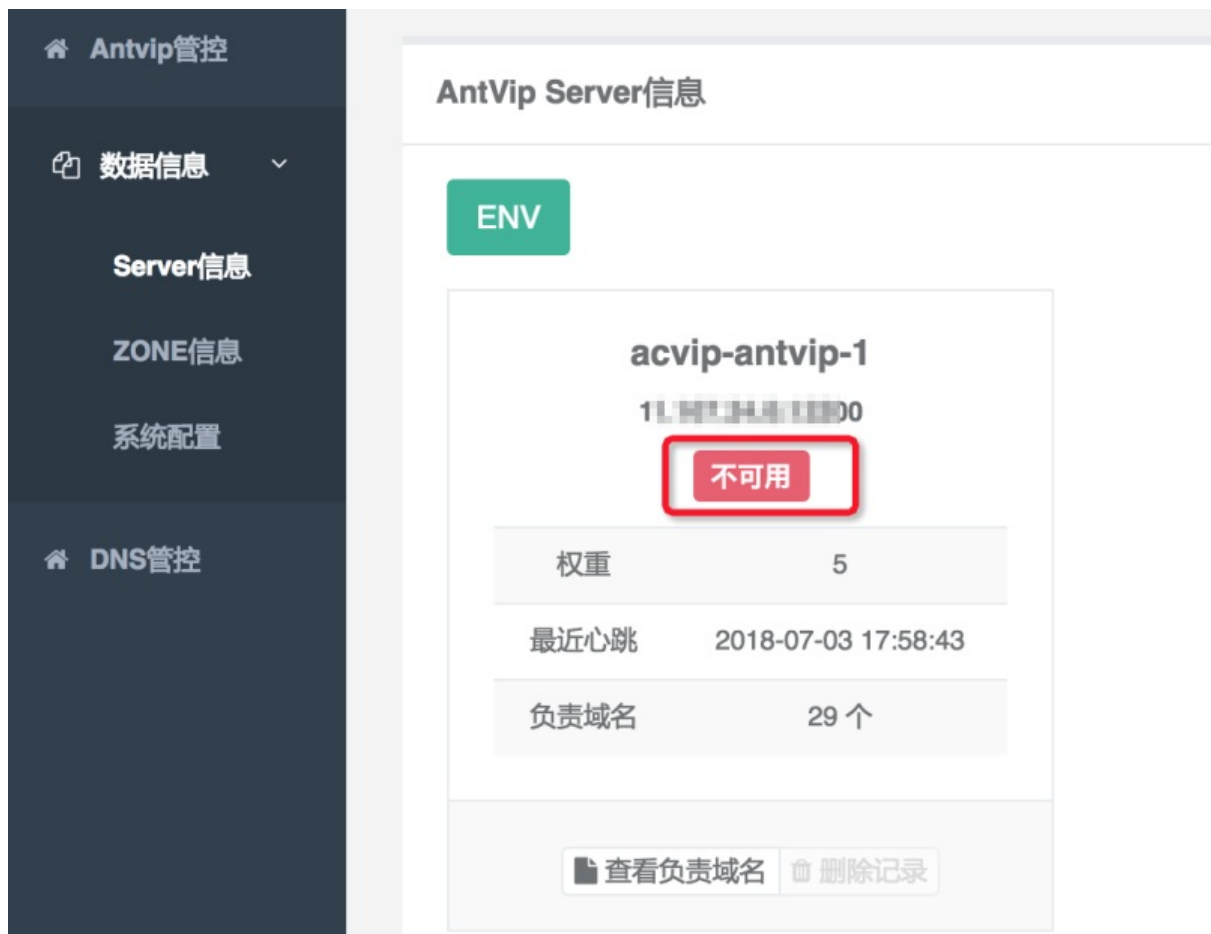 Antvip管控
数据信息
Server信息
ZONE信息
系统配置
DNS管控
AntVip Server信息
ENV
acvip-antvip-1
不可用
权重 5
最近心跳 2018-07-03 17:58:43
负责域名 29 个
查看负责域名 删除记录